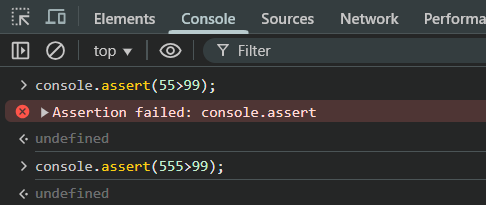 Elements Console Sources Network Performa
top ▼ Filter
> console.assert(55>99);
▶Assertion failed: console.assert
<· undefined
> console.assert(555>99);
<· undefined